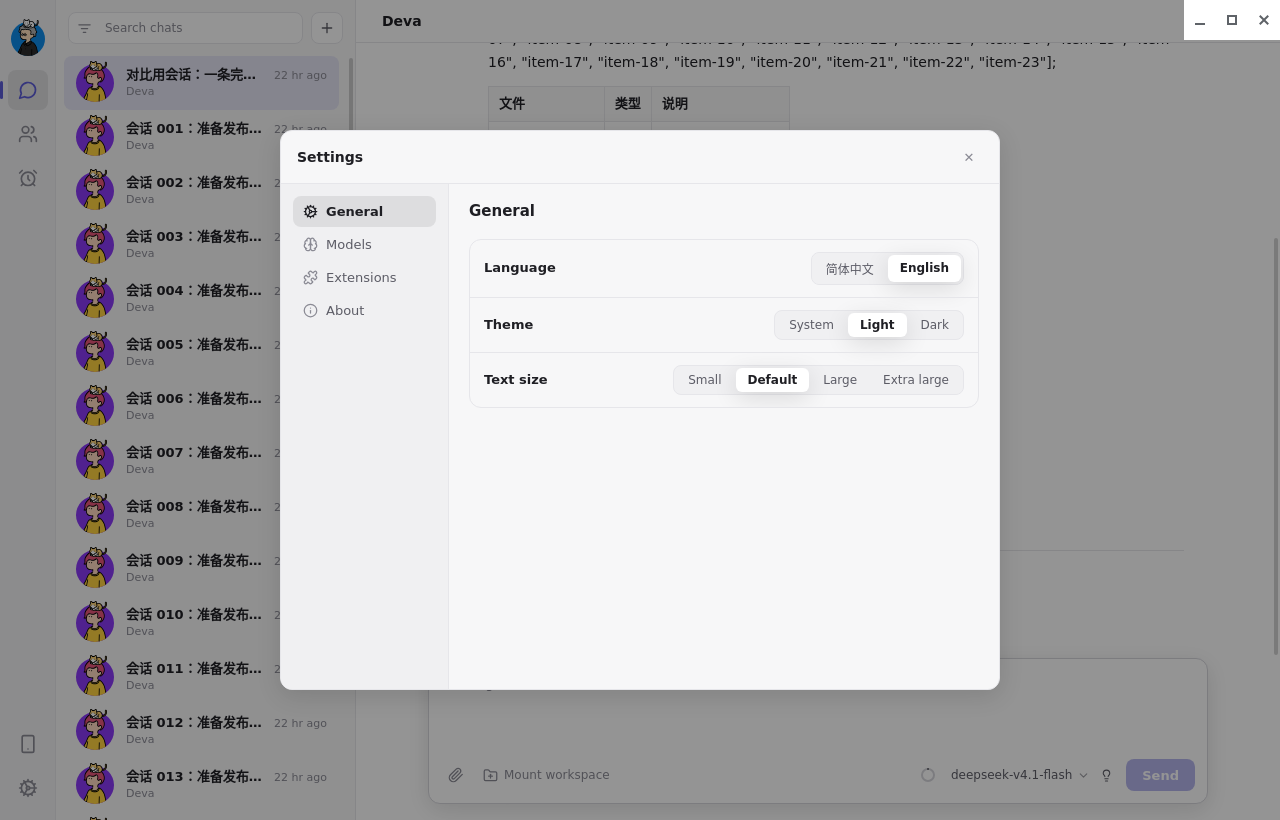 Search chats
Deva
对比用会话：一条完... 22 hr ago
Deva
会话 001：准备发布... 22 hr ago
Deva
会话 002：准备发布...
Deva
会话 003：准备发布...
Deva
会话 004：准备发布...
Deva
会话 005：准备发布...
Deva
会话 006：准备发布...
Deva
会话 007：准备发布...
Deva
会话 008：准备发布...
Deva
会话 009：准备发布...
Deva
会话 010：准备发布...
Deva
会话 011：准备发布...
Deva
会话 012：准备发布... 22 hr ago
Deva
会话 013：准备发布... 22 hr ago
Deva
16", "item-17", "item-18", "item-19", "item-20", "item-21", "item-22", "item-23"];
文件 类型 说明
Settings
General
Models
Extensions
About
General
Language 简体中文 English
Theme System Light Dark
Text size Small Default Large Extra large
Mount workspace deepseek-v4.1-flash Send